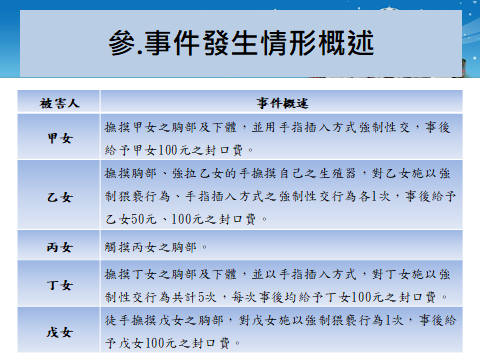 參.事件發生情形概述
被害人 事件概述
甲女 撫摸甲女之胸部及下體，並用手指插入方式強制性交，事後
給予甲女100元之封口費。
乙女 撫摸胸部、強拉乙女的手撫摸自己之生殖器，對乙女施以強
制猥褻行為、手指插入方式之強制性交行為各1次，事後給予
乙女50元、100元之封口費。
丙女 觸摸丙女之胸部。
丁女 撫摸丁女之胸部及下體，並以手指插入方式，對丁女施以強
制性交行為共計5次，每次事後均給予丁女100元之封口費。
戊女 徒手撫摸戊女之胸部，對戊女施以強制猥褻行為1次，事後給
予戊女100元之封口費。